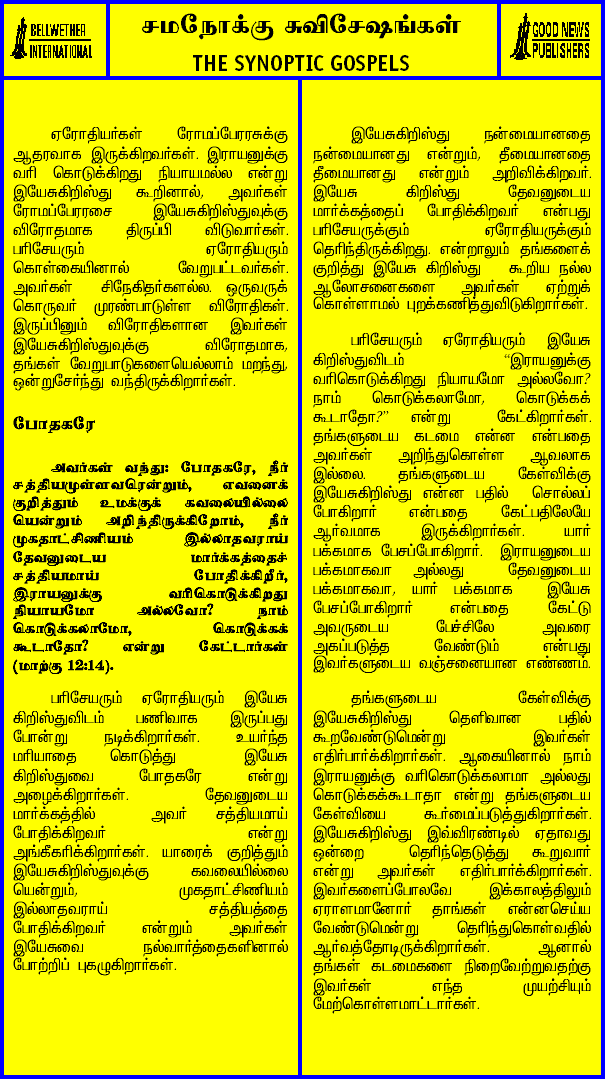 BELLWETHER
INTERNATIONAL
சமநோக்கு சுவிசேஷங்கள்
THE SYNOPTIC GOSPELS
GOOD NEWS
PUBLISHERS
ஏரோதியர்கள் ரோமப்பேரரசுக்கு
ஆதரவாக இருக்கிறவர்கள். இராயனுக்கு
வரி கொடுக்கிறது நியாயமல்ல என்று
இயேசுகிறிஸ்து கூறினால், அவர்கள்
ரோமப்பேரரசை இயேசுகிறிஸ்துவுக்கு
விரோதமாக திருப்பி விடுவார்கள்.
பரிசேயரும் ஏரோதியரும்
கொள்கையினால் வேறுபட்டவர்கள்.
அவர்கள் சிநேகிதர்களல்ல. ஒருவருக்
கொருவர் முரண்பாடுள்ள விரோதிகள்.
இருப்பினும் விரோதிகளான இவர்கள்
இயேசுகிறிஸ்துவுக்கு விரோதமாக,
தங்கள் வேறுபாடுகளையெல்லாம் மறந்து,
ஒன்றுசேர்ந்து வந்திருக்கிறார்கள்.
போதகரே
அவர்கள் வந்து: போதகரே, நீர்
சத்தியமுள்ளவரென்றும், எவனைக்
குறித்தும் உமக்குக் கவலையில்லை
யென்றும் அறிந்திருக்கிறோம், நீர்
முகதாட்சிணியம் இல்லாதவராய்
தேவனுடைய மார்க்கத்தைச்
சத்தியமாய் போதிக்கிறீர்,
இராயனுக்கு வரிகொடுக்கிறது
நியாயமோ அல்லவோ? நாம்
கொடுக்கலாமோ, கொடுக்கக்
கூடாதோ? என்று கேட்டார்கள்
(மாற்கு 12:14).
பரிசேயரும் ஏரோதியரும் இயேசு
கிறிஸ்துவிடம் பணிவாக இருப்பது
போன்று நடிக்கிறார்கள். உயர்ந்த
மரியாதை கொடுத்து இயேசு
கிறிஸ்துவை போதகரே என்று
அழைக்கிறார்கள். தேவனுடைய
மார்க்கத்தில் அவர் சத்தியமாய்
போதிக்கிறவர் என்று
அங்கீகரிக்கிறார்கள். யாரைக் குறித்தும்
இயேசுகிறிஸ்துவுக்கு கவலையில்லை
யென்றும், முகதாட்சிணியம்
இல்லாதவராய் சத்தியத்தை
போதிக்கிறவர் என்றும் அவர்கள்
இயேசுவை நல்வார்த்தைகளினால்
போற்றிப் புகழுகிறார்கள்.
இயேசுகிறிஸ்து நன்மையானதை
நன்மையானது என்றும், தீமையானதை
தீமையானது என்றும் அறிவிக்கிறவர்.
இயேசு கிறிஸ்து தேவனுடைய
மார்க்கத்தைப் போதிக்கிறவர் என்பது
பரிசேயருக்கும் ஏரோதியருக்கும்
தெரிந்திருக்கிறது. என்றாலும் தங்களைக்
குறித்து இயேசு கிறிஸ்து கூறிய நல்ல
ஆலோசனைகளை அவர்கள் ஏற்றுக்
கொள்ளாமல் புறக்கணித்துவிடுகிறார்கள்.
பரிசேயரும் ஏரோதியரும் இயேசு
கிறிஸ்துவிடம் “இராயனுக்கு
வரிகொடுக்கிறது நியாயமோ அல்லவோ?
நாம் கொடுக்கலாமோ, கொடுக்கக்
கூடாதோ?” என்று கேட்கிறார்கள்.
தங்களுடைய கடமை என்ன என்பதை
அவர்கள் அறிந்துகொள்ள ஆவலாக
இல்லை. தங்களுடைய கேள்விக்கு
இயேசுகிறிஸ்து என்ன பதில் சொல்லப்
போகிறார் என்பதை கேட்பதிலேயே
ஆர்வமாக இருக்கிறார்கள். யார்
பக்கமாக பேசப்போகிறார். இராயனுடைய
பக்கமாகவா அல்லது தேவனுடைய
பக்கமாகவா, யார் பக்கமாக இயேசு
பேசப்போகிறார் என்பதை கேட்டு
அவருடைய பேச்சிலே அவரை
அகப்படுத்த வேண்டும் என்பது
இவர்களுடைய வஞ்சனையான எண்ணம்.
தங்களுடைய கேள்விக்கு
இயேசுகிறிஸ்து தெளிவான பதில்
கூறவேண்டுமென்று இவர்கள்
எதிர்பார்க்கிறார்கள். ஆகையினால் நாம்
இராயனுக்கு வரிகொடுக்கலாமா அல்லது
கொடுக்கக்கூடாதா என்று தங்களுடைய
கேள்வியை கூர்மைப்படுத்துகிறார்கள்.
இயேசுகிறிஸ்து இவ்விரண்டில் ஏதாவது
ஒன்றை தெரிந்தெடுத்து கூறுவார்
என்று அவர்கள் எதிர்பார்க்கிறார்கள்.
இவர்களைப்போலவே இக்காலத்திலும்
ஏராளமானோர் தாங்கள் என்னசெய்ய
வேண்டுமென்று தெரிந்துகொள்வதில்
ஆர்வத்தோடிருக்கிறார்கள். ஆனால்
தங்கள் கடமைகளை நிறைவேற்றுவதற்கு
இவர்கள் எந்த முயற்சியும்
மேற்கொள்ளமாட்டார்கள்.